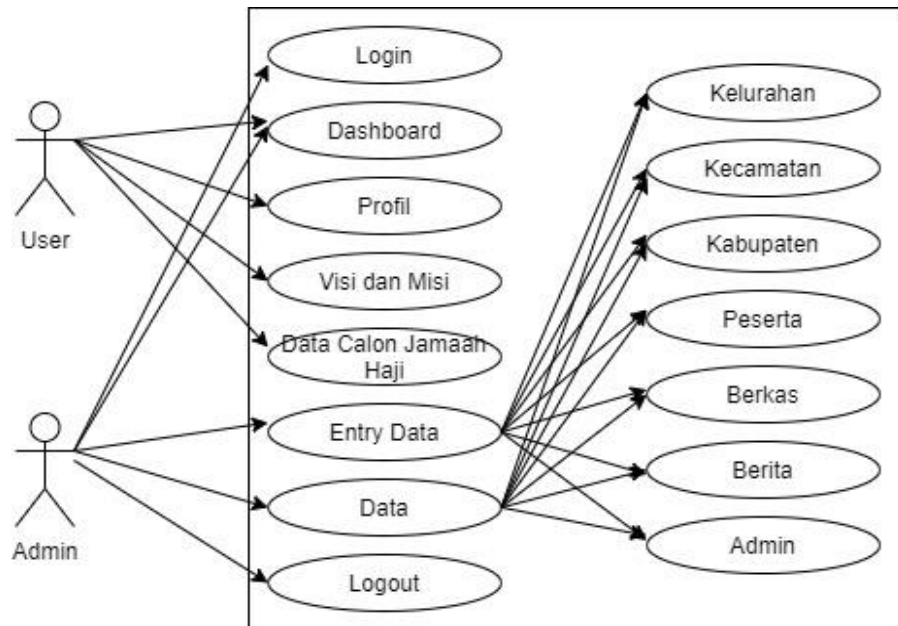 Login
Dashboard
Profil
Visi dan Misi
Data Calon Jamaah
Haji
Entry Data
Data
Logout
Kelurahan
Kecamatan
Kabupaten
Peserta
Berkas
Berita
Admin
User
Admin